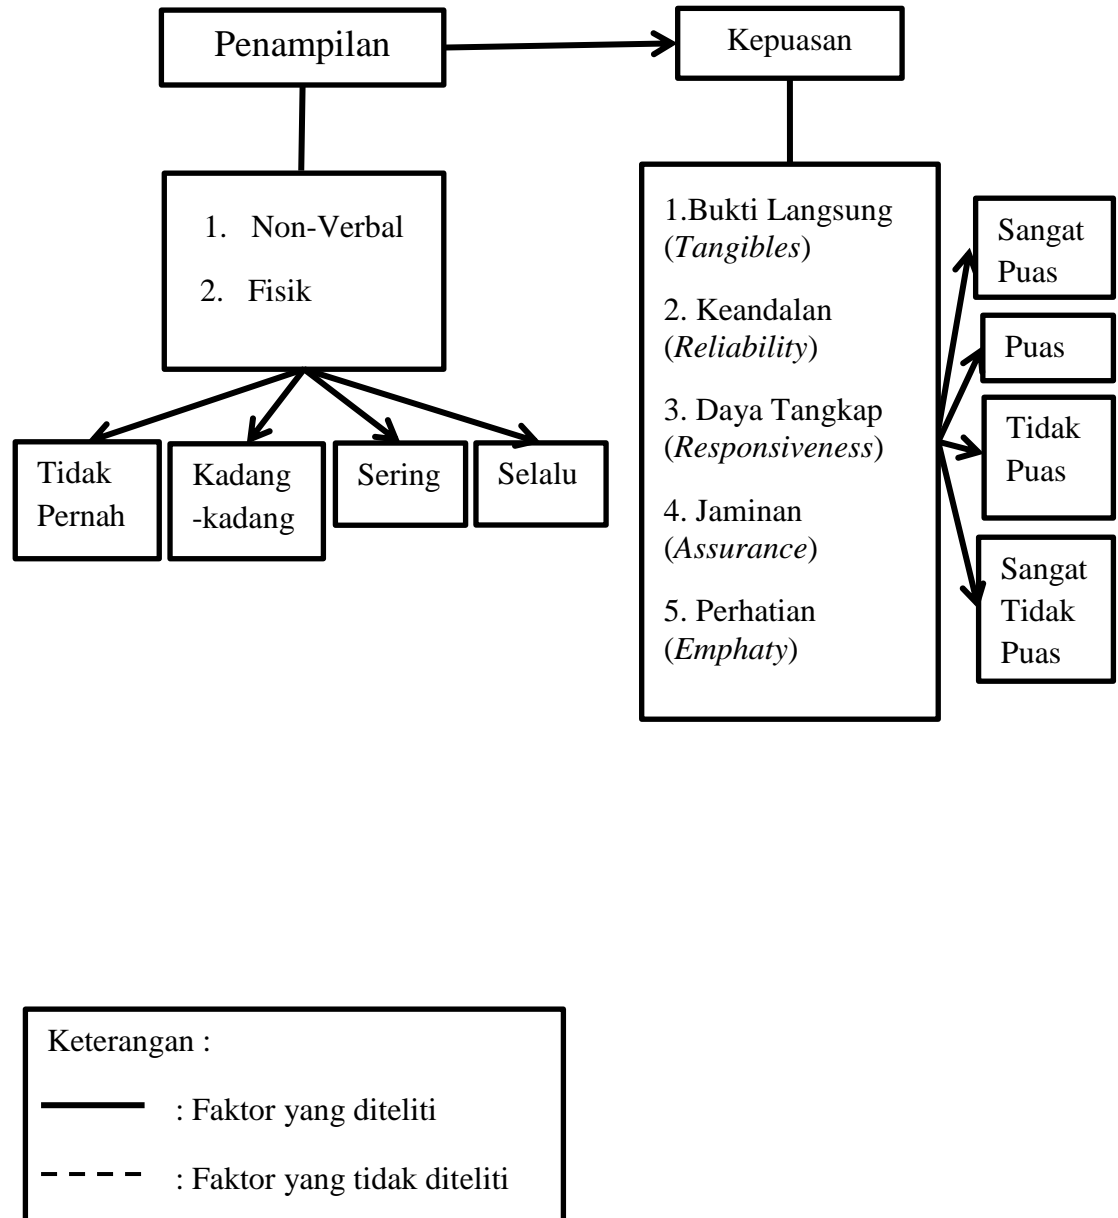 Penampilan
Kepuasan
1. Non-Verbal
2. Fisik
Tidak
Pernah
Kadang
-kadang
Sering
Selalu
1.Bukti Langsung
(Tangibles)
2. Keandalan
(Reliability)
3. Daya Tangkap
(Responsiveness)
4. Jaminan
(Assurance)
5. Perhatian
(Emphaty)
Sangat
Puas
Puas
Tidak
Puas
Sangat
Tidak
Puas
Keterangan :
: Faktor yang diteliti
: Faktor yang tidak diteliti